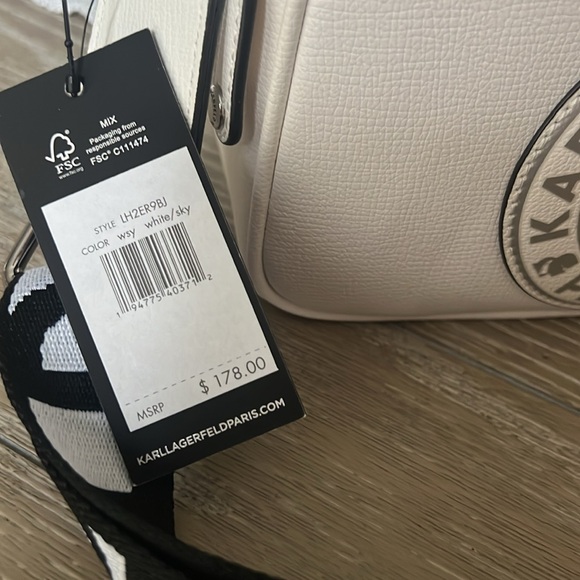 MIX
Packaging from
responsible sources
FSC® C111474
FSC
www.fsc.org
STYLE LH2ER9BJ
COLOR wsy white/sky
1 94775 40371 2
MSRP $ 178.00
KARLLAGERFELDPARIS.COM
KAR